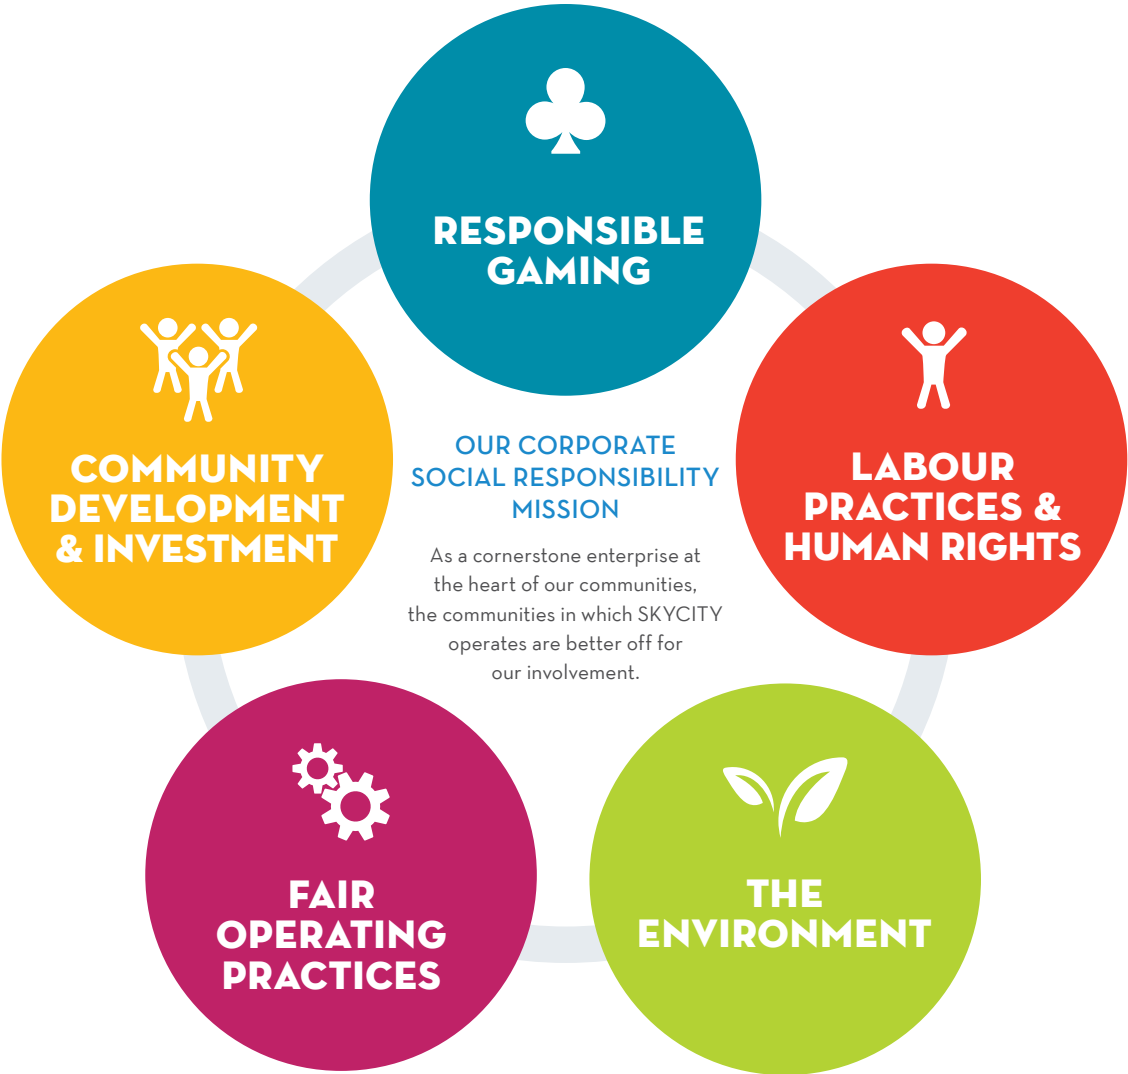 RESPONSIBLE
GAMING
COMMUNITY
DEVELOPMENT
& INVESTMENT
OUR CORPORATE
SOCIAL RESPONSIBILITY
MISSION
As a cornerstone enterprise at
the heart of our communities,
the communities in which SKYCITY
operates are better off for
our involvement.
LABOUR
PRACTICES &
HUMAN RIGHTS
FAIR
OPERATING
PRACTICES
THE
ENVIRONMENT